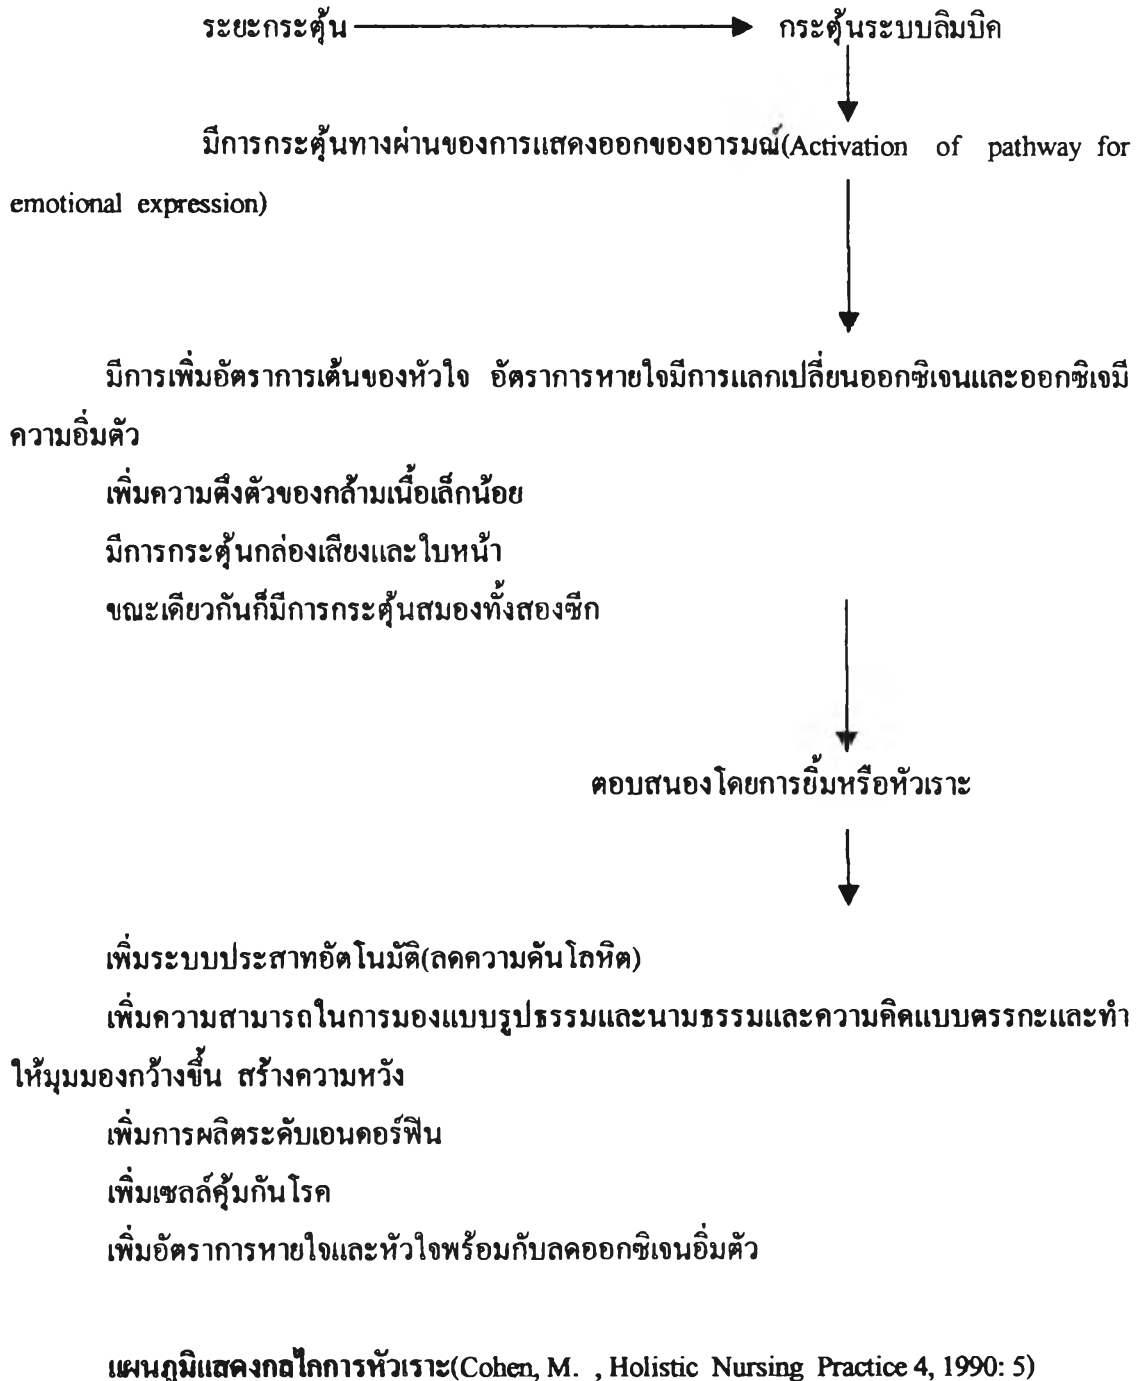 ระยะกระตุ้น กระตุ้นระบบลิมบิค
มีการกระตุ้นทางผ่านของการแสดงออกของอารมณ์(Activation of pathway for
emotional expression)
มีการเพิ่มอัตราการเต้นของหัวใจ อัตราการหายใจมีการแลกเปลี่ยนออกซิเจนและออกซิเจมี
ความอิ่มตัว
เพิ่มความตึงตัวของกล้ามเนื้อเล็กน้อย
มีการกระตุ้นกล่องเสียงและใบหน้า
ขณะเดียวกันก็มีการกระตุ้นสมองทั้งสองซีก
ตอบสนองโดยการยิ้มหรือหัวเราะ
เพิ่มระบบประสาทอัตโนมัติ(ลดความดันโลหิต)
เพิ่มความสามารถในการมองแบบรูปธรรมและนามธรรมและความคิดแบบตรรกะและทำ
ให้มุมมองกว้างขึ้น สร้างความหวัง
เพิ่มการผลิตระดับเอนดอร์ฟิน
เพิ่มเซลล์คุ้มกันโรค
เพิ่มอัตราการหายใจและหัวใจพร้อมกับลดออกซิเจนอิ่มตัว
แผนภูมิแสดงกลไกการหัวเราะ(Cohen, M. , Holistic Nursing Practice 4, 1990: 5)